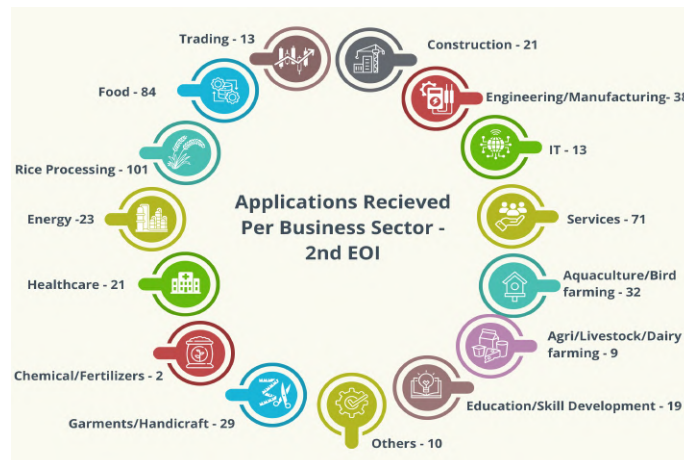 Trading - 13
Construction - 21
Food - 84
Engineering/Manufacturing- 38
IT - 13
Rice Processing - 101
Applications Recieved
Per Business Sector -
2nd EOI
Energy -23
Services - 71
Healthcare - 21
Aquaculture/Bird
farming - 32
Agri/Livestock/Dairy
farming - 9
Chemical/Fertilizers - 2
Education/Skill Development - 19
Garments/Handicraft - 29
Others - 10